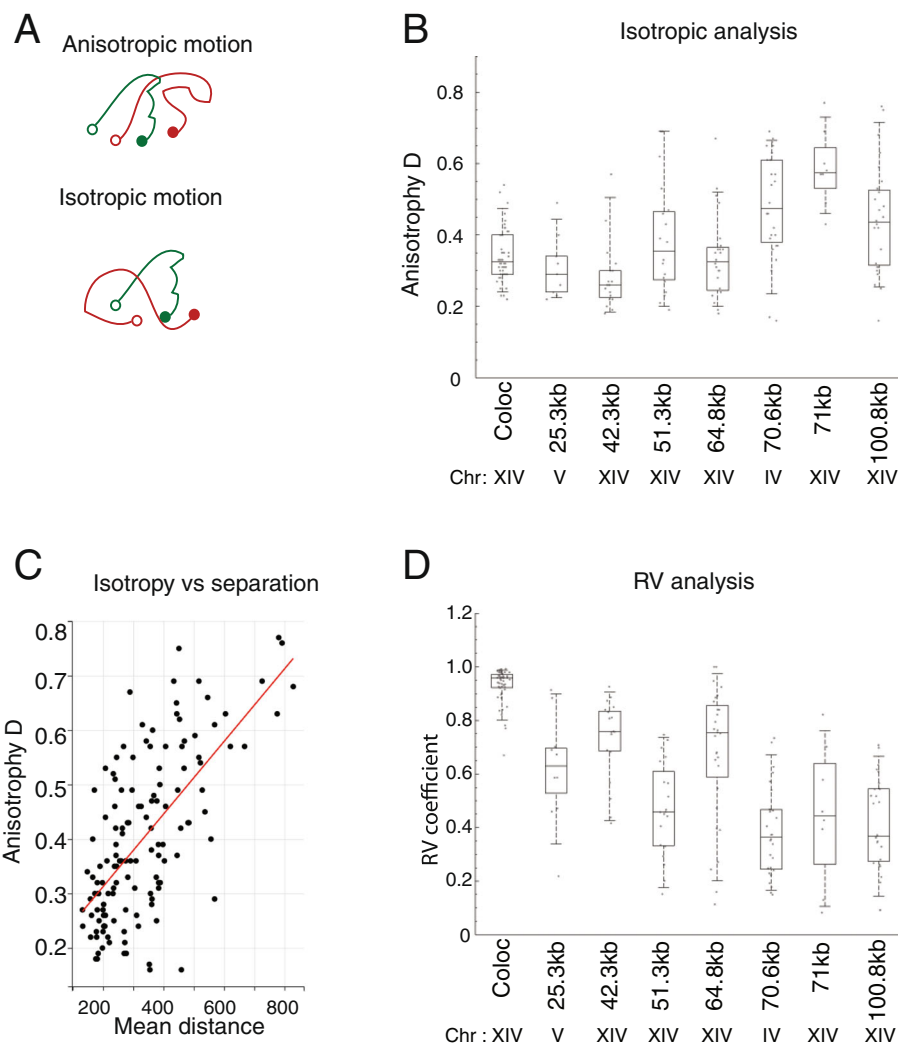 A
Anisotropic motion
Isotropic motion
B
Isotropic analysis
Anisotrophy D
0.8
0.6
0.4
0.2
0
Coloc
25.3kb
42.3kb
51.3kb
64.8kb
70.6kb
71kb
100.8kb
Chr: XIV V XIV XIV XIV IV XIV XIV
C
Isotropy vs separation
Anisotrophy D
0.8
0.7
0.6
0.5
0.4
0.3
0.2
200 400 600 800
Mean distance
D
RV analysis
RV coefficient
1.2
1.0
0.8
0.6
0.4
0.2
0
Coloc
25.3kb
42.3kb
51.3kb
64.8kb
70.6kb
71kb
100.8kb
Chr : XIV V XIV XIV XIV IV XIV XIV